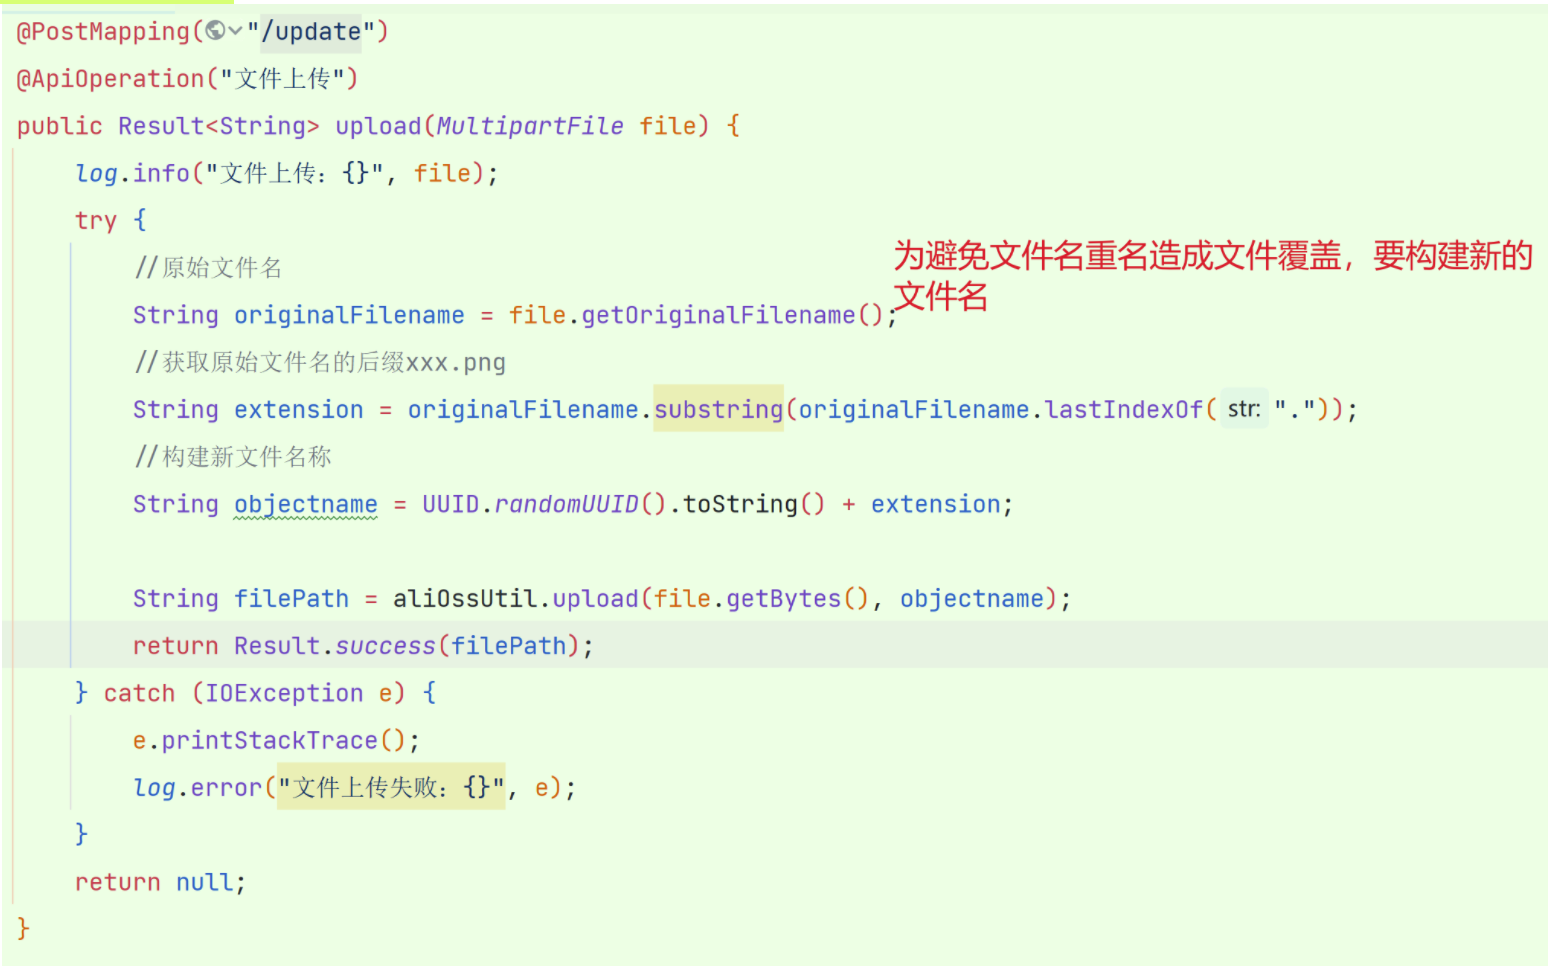 @PostMapping("/update")
@ApiOperation("文件上传")
public Result<String> upload(MultipartFile file) {
log.info("文件上传：{}", file);
try {
//原始文件名
为避免文件名重名造成文件覆盖，要构建新的
文件名
String originalFilename = file.getOriginalFilename();
//获取原始文件名的后缀xxx.png
String extension = originalFilename.substring(originalFilename.lastIndexOf( str: "."));
//构建新文件名称
String objectname = UUID.randomUUID().toString() + extension;
String filePath = aliOssUtil.upload(file.getBytes(), objectname);
return Result.success(filePath);
} catch (IOException e) {
e.printStackTrace();
log.error("文件上传失败：{}", e);
}
return null;
}